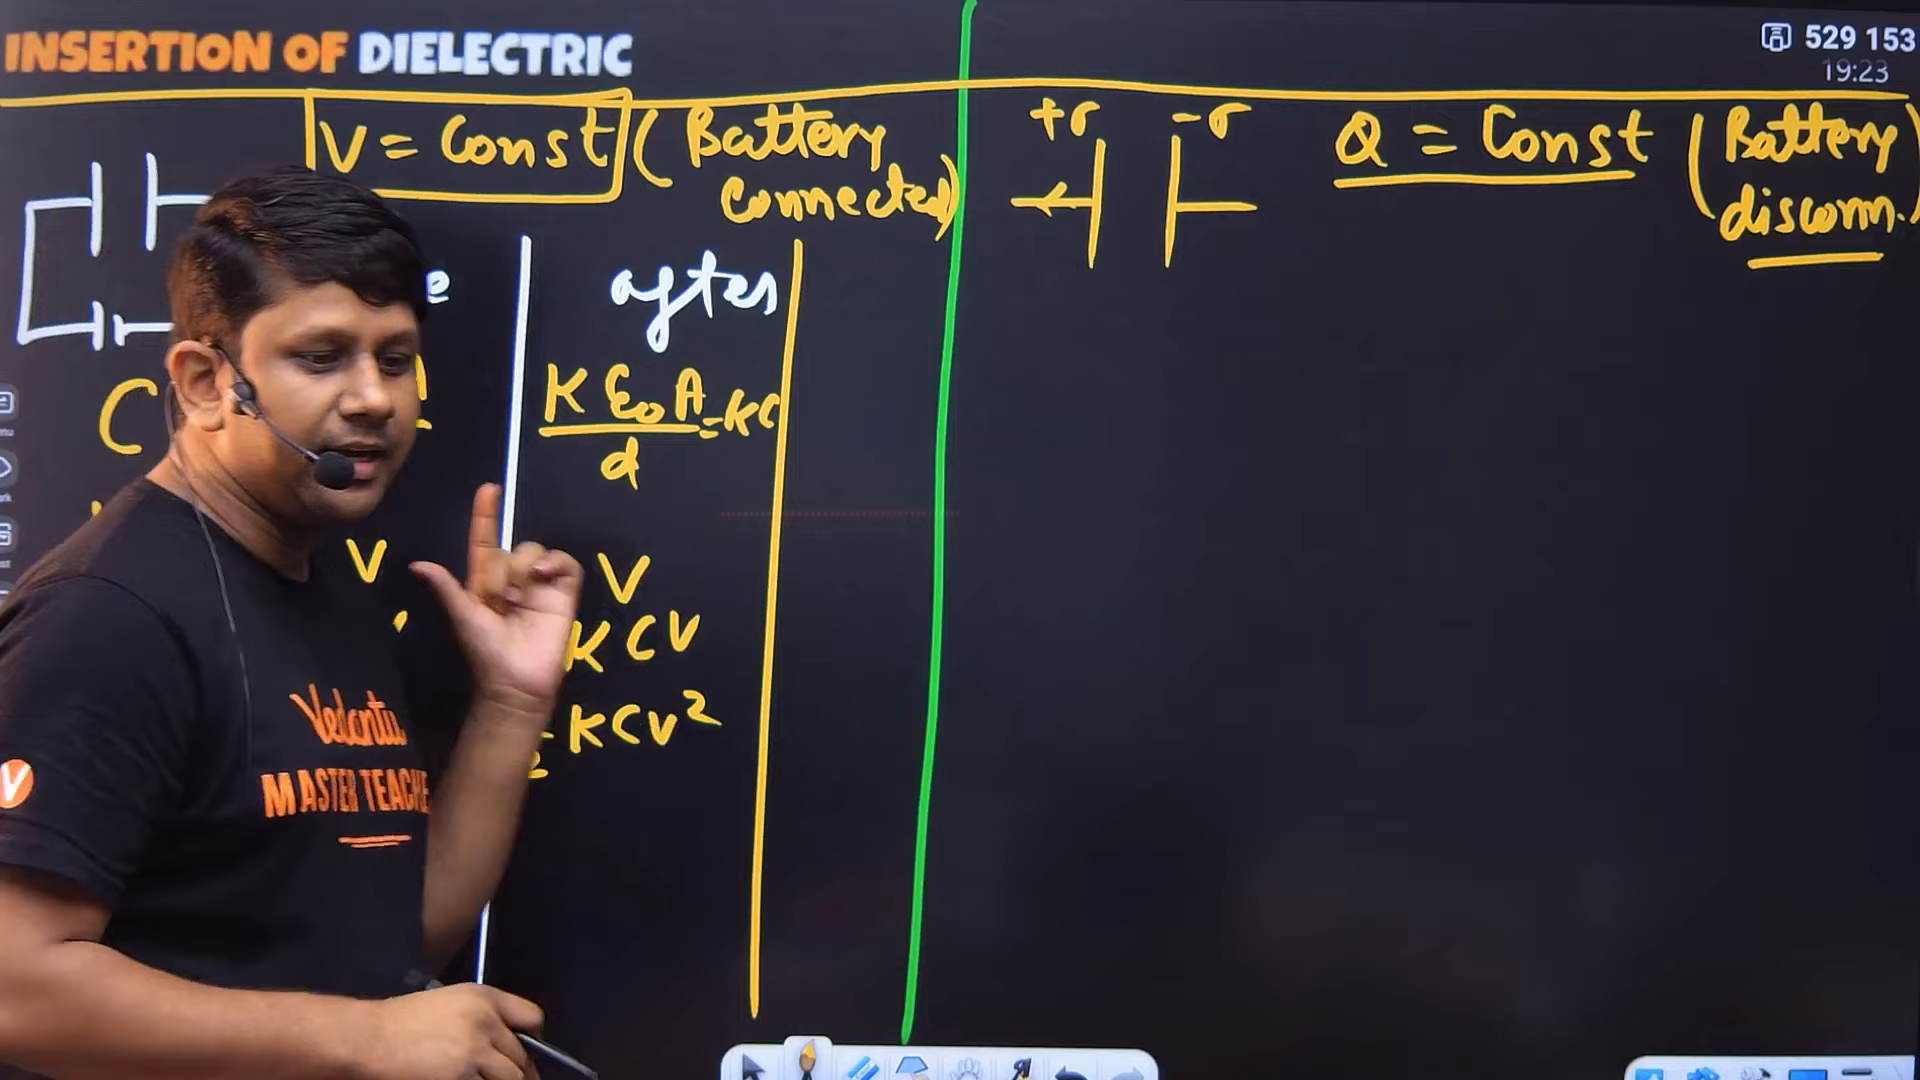 INSERTION OF DIELECTRIC
529 153
19:23
V = Const (Battery Connected)
+σ -σ
Q = Const (Battery disconn.)
after
C
K ε₀ A = KC
d
V
V
KCV
KCV²
Vedantu
MASTER TEACHE
V